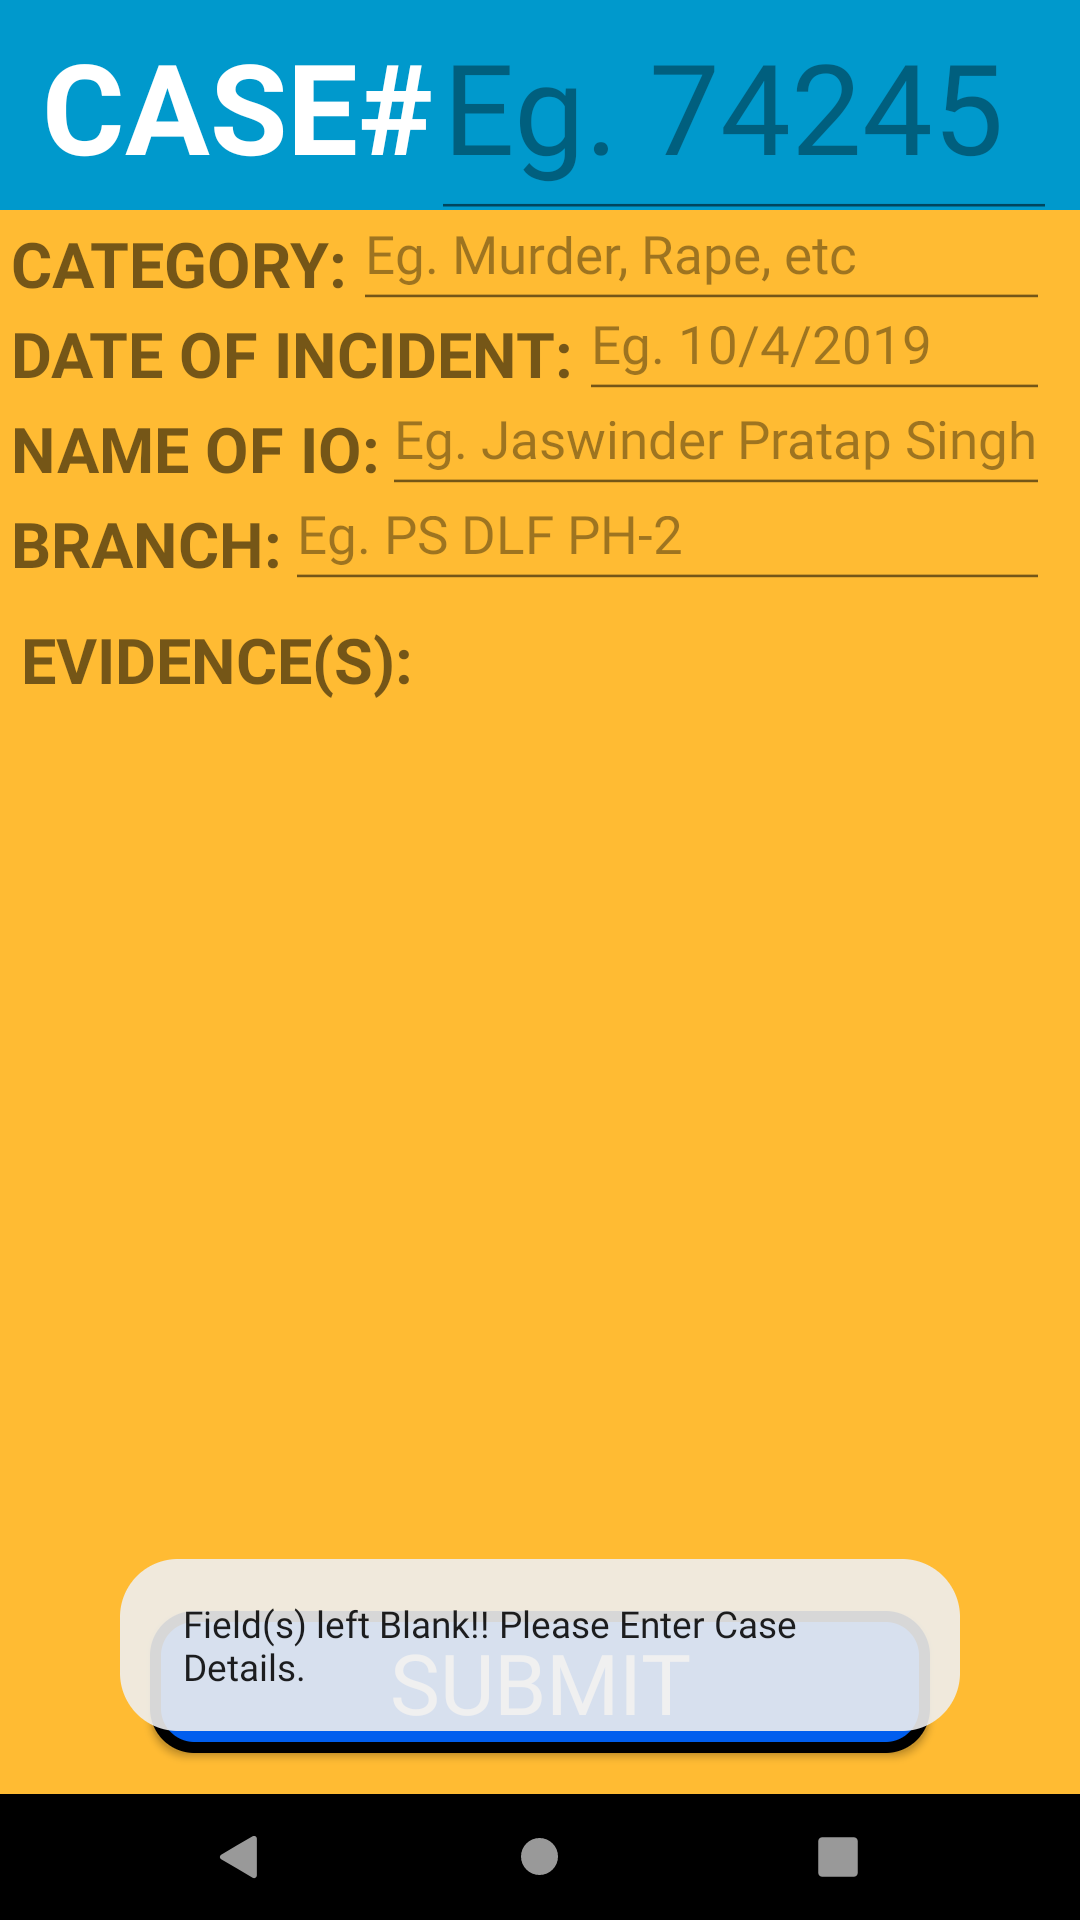 CASE# Eg. 74245
CATEGORY: Eg. Murder, Rape, etc
DATE OF INCIDENT: Eg. 10/4/2019
NAME OF IO: Eg. Jaswinder Pratap Singh
BRANCH: Eg. PS DLF PH-2
EVIDENCE(S):
Field(s) left Blank!! Please Enter Case
Details.
SUBMIT